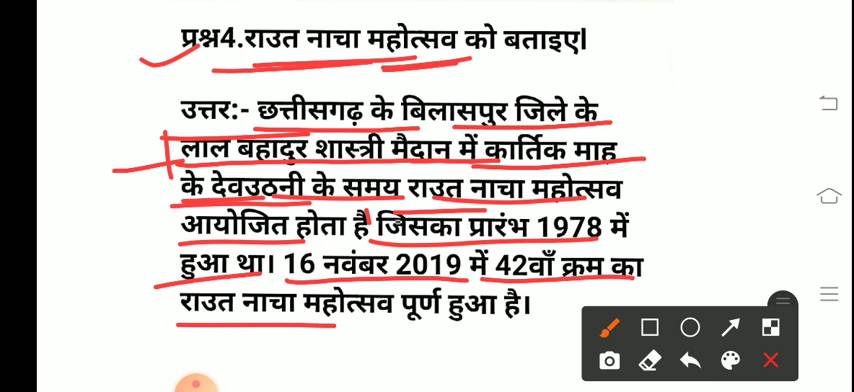 प्रश्न4.राउत नाचा महोत्सव को बताइए।
उत्तर:- छत्तीसगढ़ के बिलासपुर जिले के
लाल बहादुर शास्त्री मैदान में कार्तिक माह
के देवउठनी के समय राउत नाचा महोत्सव
आयोजित होता है जिसका प्रारंभ 1978 में
हुआ था। 16 नवंबर 2019 में 42वाँ क्रम का
राउत नाचा महोत्सव पूर्ण हुआ है।